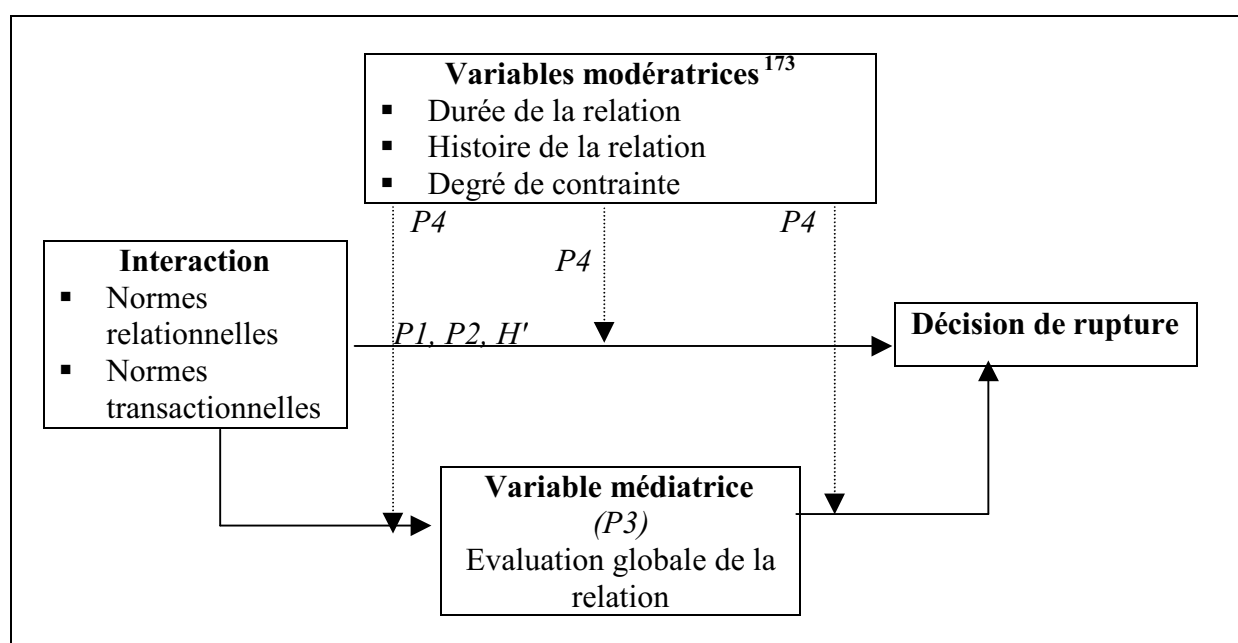 Variables modératrices 173
▪ Durée de la relation
▪ Histoire de la relation
▪ Degré de contrainte
P4
P4
P4
Interaction
▪ Normes
relationnelles
▪ Normes
transactionnelles
P1, P2, H'
Décision de rupture
Variable médiatrice
(P3)
Evaluation globale de la
relation